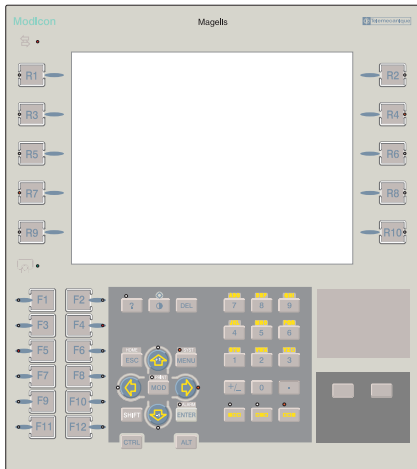 Modicon Magelis Telemecanique
R1 R2
R3 R4
R5 R6
R7 R8
R9 R10
F1 F2
? DEL 7 8 9
F3 F4
4 5 6
F5 F6
HOME
ESC MENU 1 2 3
F7 F8
MOD +/_ 0 .
F9 F10
SHIFT ENTER
F11 F12
CTRL ALT